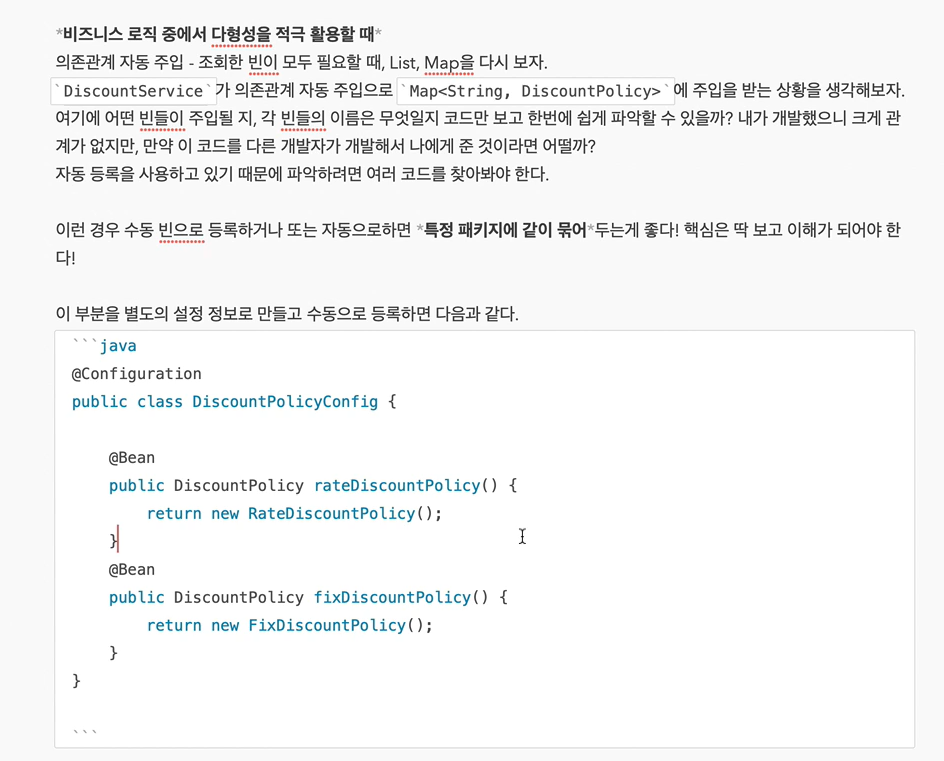 *비즈니스 로직 중에서 다형성을 적극 활용할 때*
의존관계 자동 주입 - 조회한 빈이 모두 필요할 때, List, Map을 다시 보자.
`DiscountService`가 의존관계 자동 주입으로 `Map<String, DiscountPolicy>`에 주입을 받는 상황을 생각해보자.
여기에 어떤 빈들이 주입될 지, 각 빈들의 이름은 무엇일지 코드만 보고 한번에 쉽게 파악할 수 있을까? 내가 개발했으니 크게 관
계가 없지만, 만약 이 코드를 다른 개발자가 개발해서 나에게 준 것이라면 어떨까?
자동 등록을 사용하고 있기 때문에 파악하려면 여러 코드를 찾아봐야 한다.
이런 경우 수동 빈으로 등록하거나 또는 자동으로하면 *특정 패키지에 같이 묶어*두는게 좋다! 핵심은 딱 보고 이해가 되어야 한
다!
이 부분을 별도의 설정 정보로 만들고 수동으로 등록하면 다음과 같다.
```java
@Configuration
public class DiscountPolicyConfig {
@Bean
public DiscountPolicy rateDiscountPolicy() {
return new RateDiscountPolicy();
}
@Bean
public DiscountPolicy fixDiscountPolicy() {
return new FixDiscountPolicy();
}
}
```